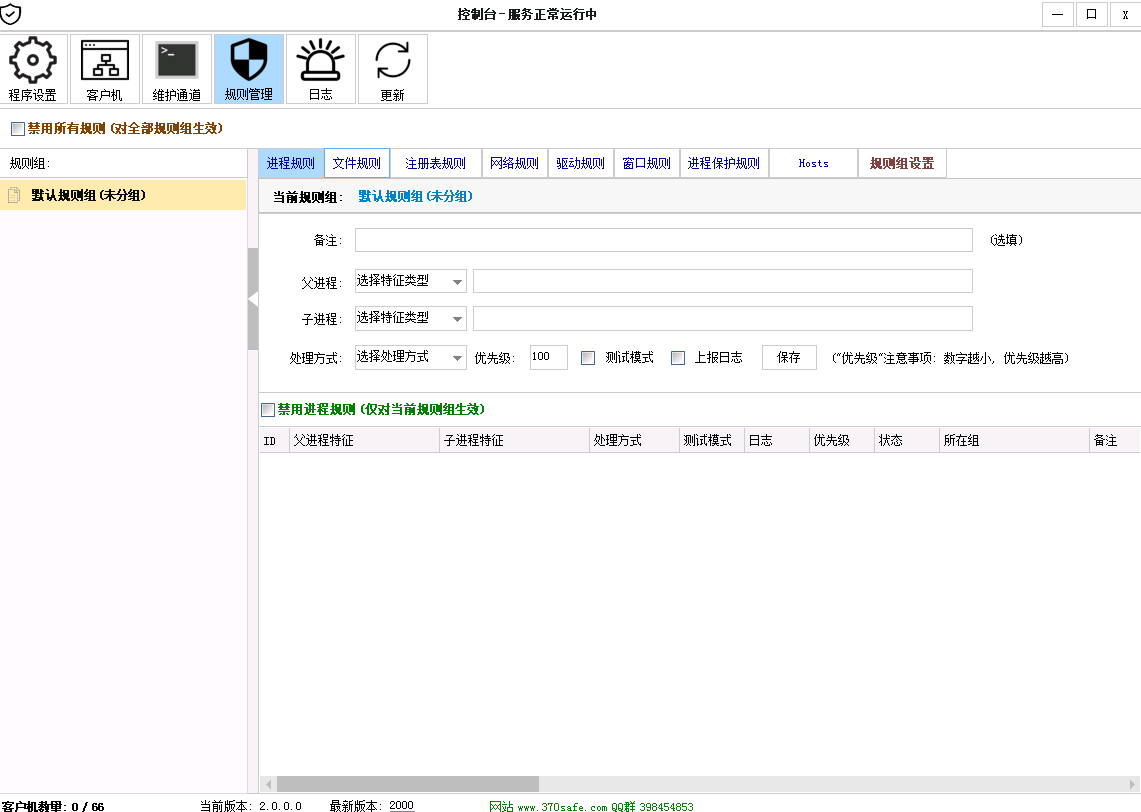 控制台 - 服务正常运行中
程序设置 客户机 维护通道 规则管理 日志 更新
禁用所有规则 (对全部规则组生效)
规则组:
默认规则组 (未分组)
进程规则 文件规则 注册表规则 网络规则 驱动规则 窗口规则 进程保护规则 Hosts 规则组设置
当前规则组: 默认规则组 (未分组)
备注: (选填)
父进程: 选择特征类型
子进程: 选择特征类型
处理方式: 选择处理方式 优先级: 100 测试模式 上报日志 保存 ("优先级"注意事项: 数字越小, 优先级越高)
禁用进程规则 (仅对当前规则组生效)
ID 父进程特征 子进程特征 处理方式 测试模式 日志 优先级 状态 所在组 备注
客户机数量: 0 / 66 当前版本: 2.0.0.0 最新版本: 2000 网站 www.370safe.com QQ群 398454853